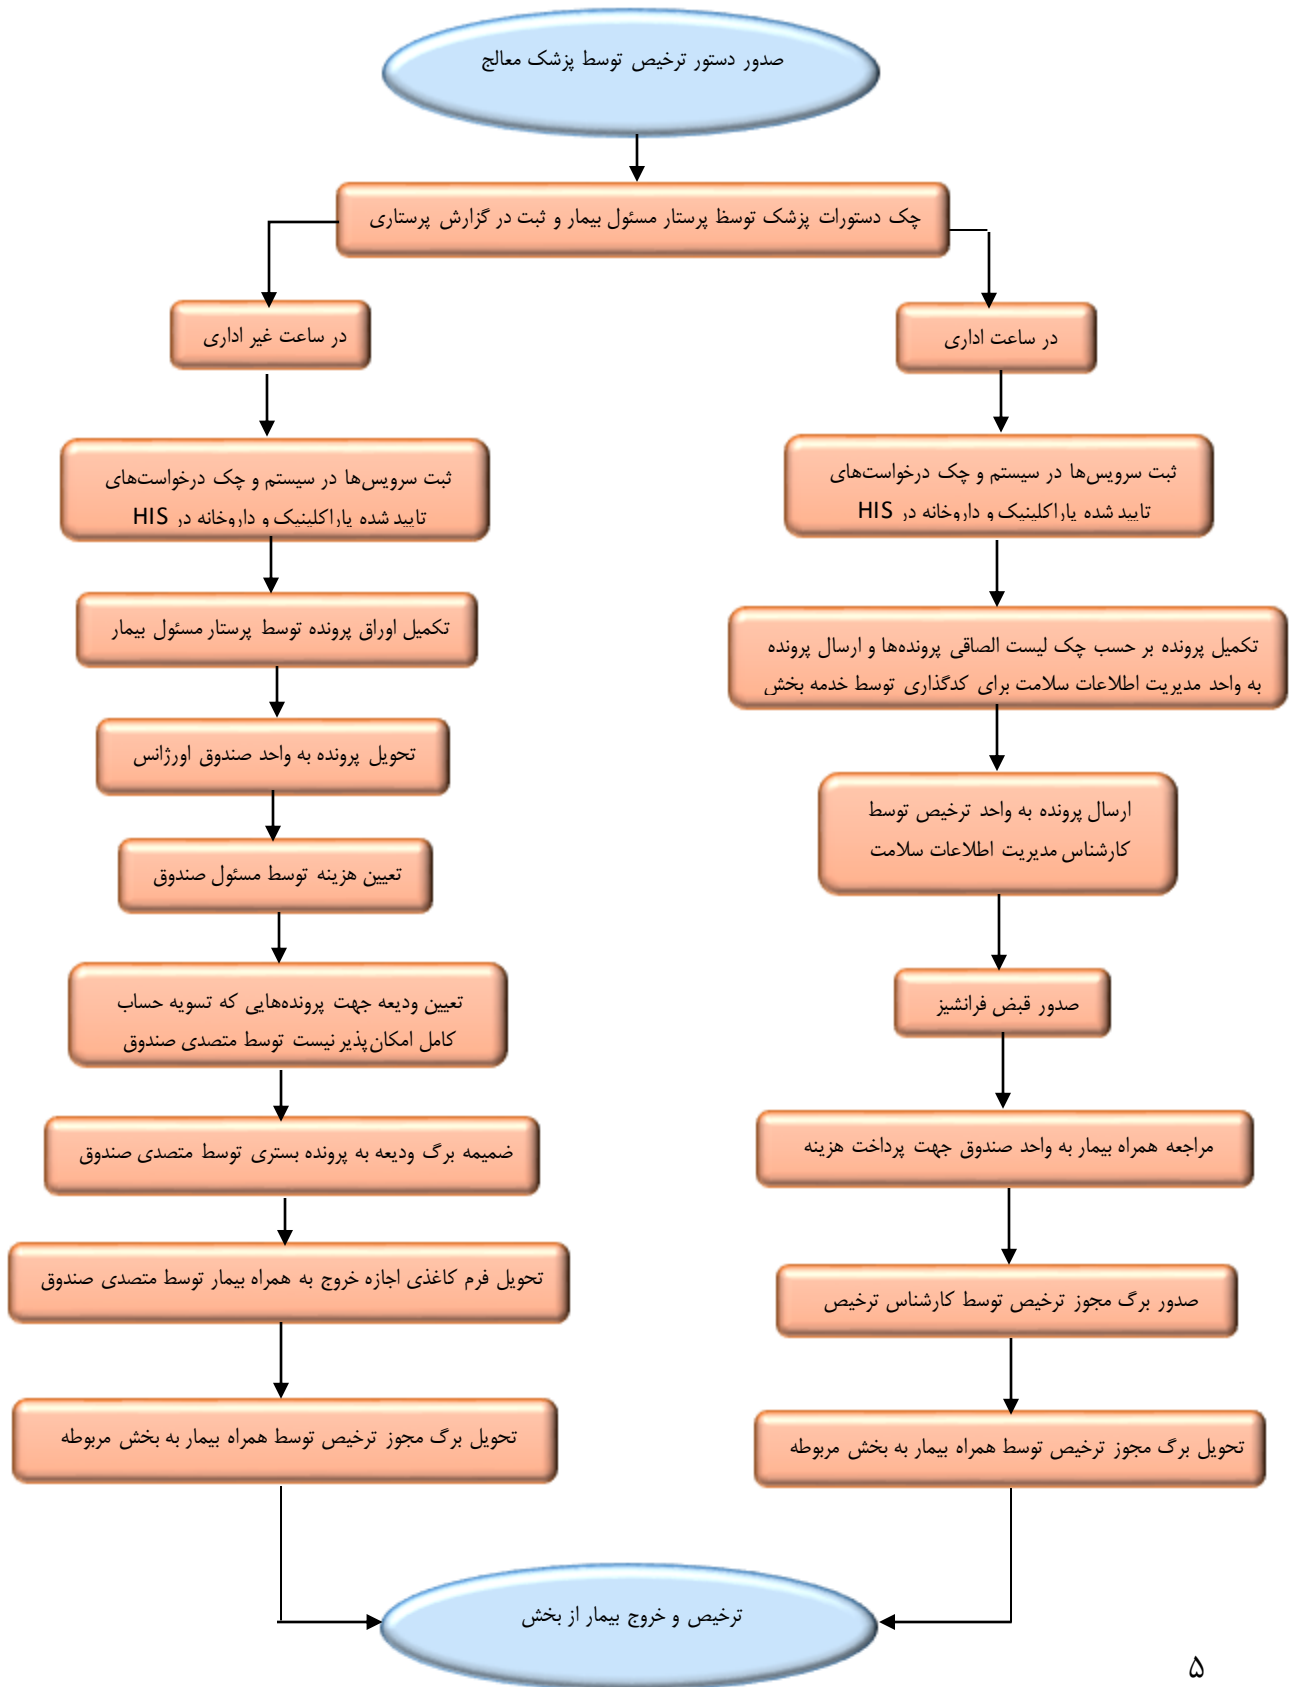 صدور دستور ترخیص توسط پزشک معالج
چک دستورات پزشک توسظ پرستار مسئول بیمار و ثبت در گزارش پرستاری
در ساعت اداری
ثبت سرویس‌ها در سیستم و چک درخواست‌های
تایید شده پاراکلینیک و داروخانه در HIS
تکمیل پرونده بر حسب چک لیست الصاقی پرونده‌ها و ارسال پرونده
به واحد مدیریت اطلاعات سلامت برای کدگذاری توسط خدمه بخش
ارسال پرونده به واحد ترخیص توسط
کارشناس مدیریت اطلاعات سلامت
صدور قبض فرانشیز
مراجعه همراه بیمار به واحد صندوق جهت پرداخت هزینه
صدور برگ مجوز ترخیص توسط کارشناس ترخیص
تحویل برگ مجوز ترخیص توسط همراه بیمار به بخش مربوطه
در ساعت غیر اداری
ثبت سرویس‌ها در سیستم و چک درخواست‌های
تایید شده پاراکلینیک و داروخانه در HIS
تکمیل اوراق پرونده توسط پرستار مسئول بیمار
تحویل پرونده به واحد صندوق اورژانس
تعیین هزینه توسط مسئول صندوق
تعیین ودیعه جهت پرونده‌هایی که تسویه حساب
کامل امکان‌پذیر نیست توسط متصدی صندوق
ضمیمه برگ ودیعه به پرونده بستری توسط متصدی صندوق
تحویل فرم کاغذی اجازه خروج به همراه بیمار توسط متصدی صندوق
تحویل برگ مجوز ترخیص توسط همراه بیمار به بخش مربوطه
ترخیص و خروج بیمار از بخش
۵